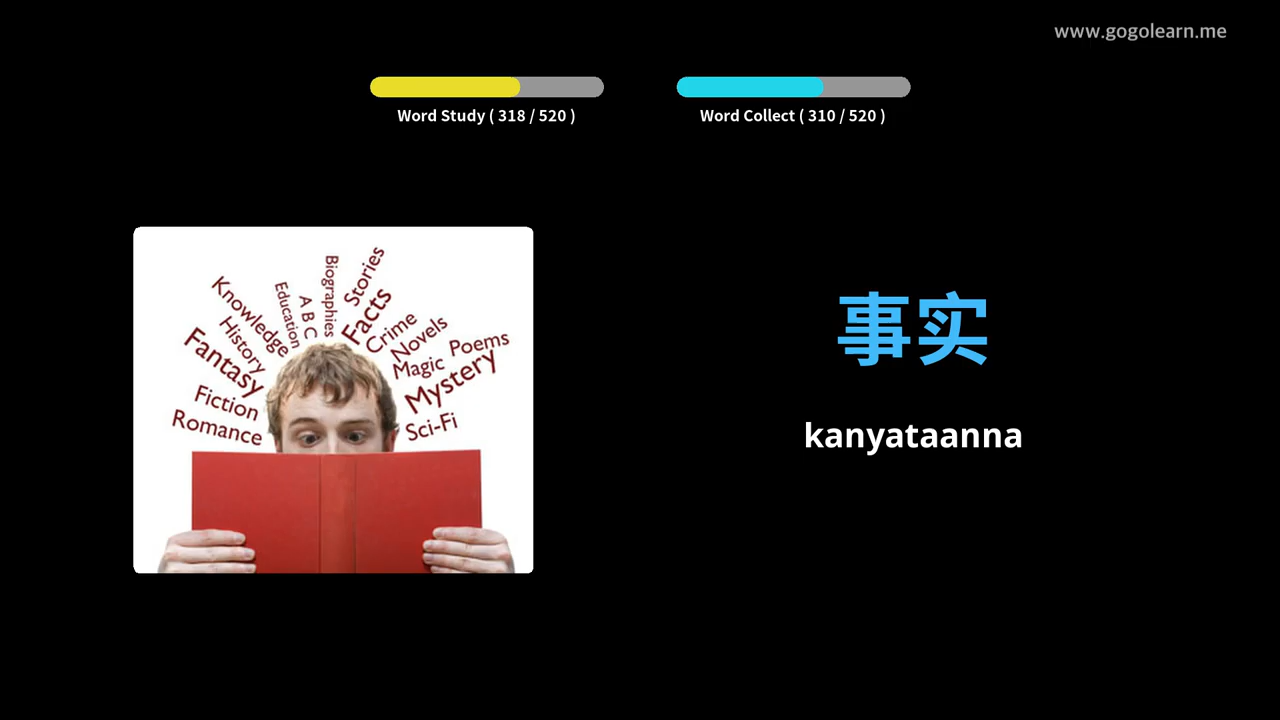 www.gogolearn.me
Word Study ( 318 / 520 )
Word Collect ( 310 / 520 )
Biographies
Stories
Education
A B C
Facts
Knowledge
Crime
History
Novels
Poems
Fantasy
Magic
Mystery
Fiction
Romance
Sci-Fi
事实
kanyataanna